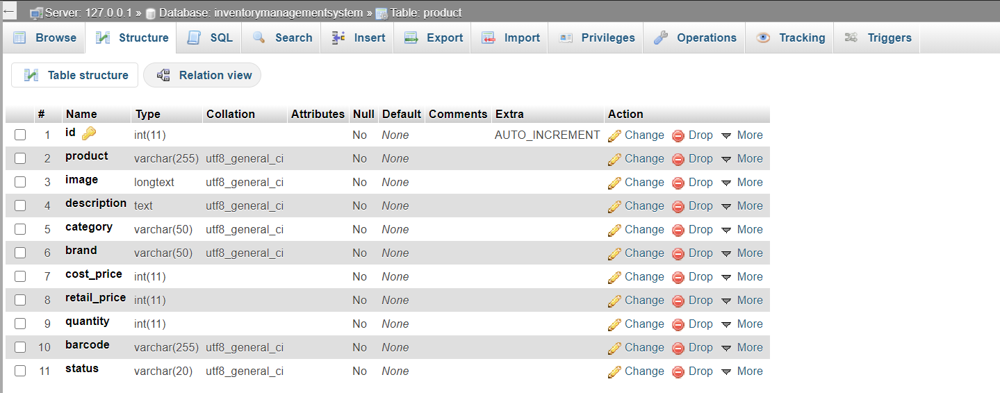 Server: 127.0.0.1 » Database: inventorymanagementsystem » Table: product
Browse Structure SQL Search Insert Export Import Privileges Operations Tracking Triggers
Table structure Relation view
# Name Type Collation Attributes Null Default Comments Extra Action
1 id int(11) No None AUTO_INCREMENT Change Drop More
2 product varchar(255) utf8_general_ci No None Change Drop More
3 image longtext utf8_general_ci No None Change Drop More
4 description text utf8_general_ci No None Change Drop More
5 category varchar(50) utf8_general_ci No None Change Drop More
6 brand varchar(50) utf8_general_ci No None Change Drop More
7 cost_price int(11) No None Change Drop More
8 retail_price int(11) No None Change Drop More
9 quantity int(11) No None Change Drop More
10 barcode varchar(255) utf8_general_ci No None Change Drop More
11 status varchar(20) utf8_general_ci No None Change Drop More